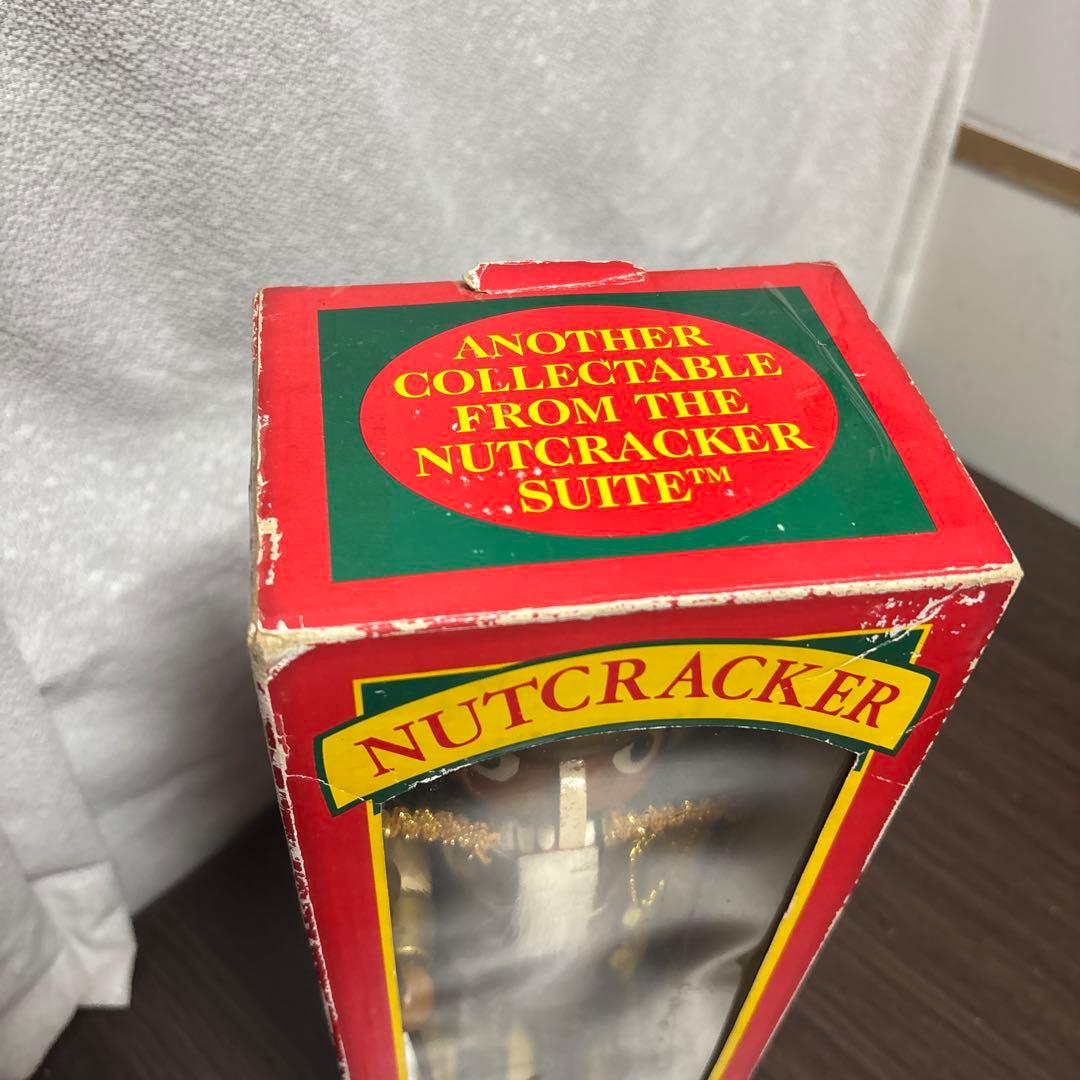 ANOTHER
COLLECTABLE
FROM THE
NUTCRACKER
SUITE™
NUTCRACKER